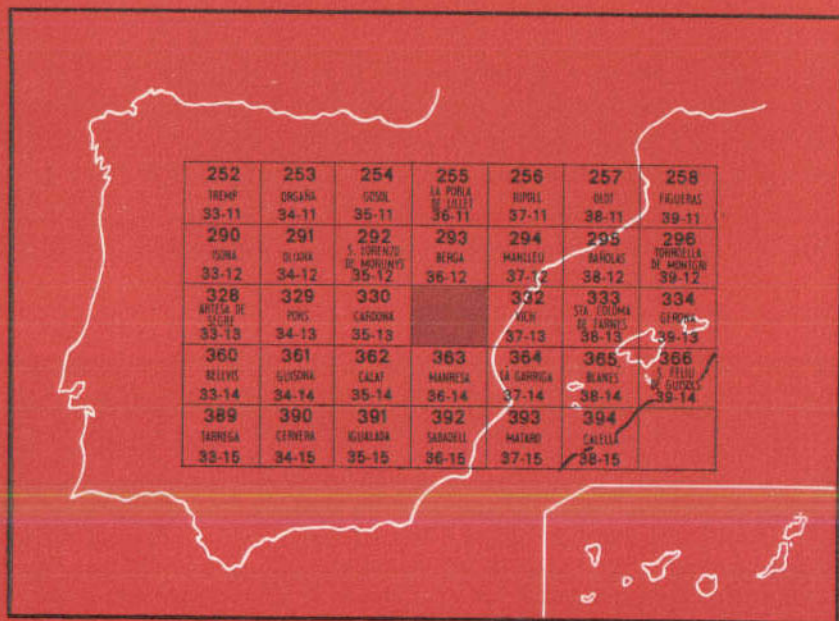 252 253 254 255 256 257 258
TREMP ORGAÑA GOSOL LA POBLA DE LILLET RIPOLL OLOT FIGUERAS
33-11 34-11 35-11 36-11 37-11 38-11 39-11
290 291 292 293 294 295 296
ISONA OLIANA S. LORENZO DE MORUNYS BERGA MANLLEU BAÑOLAS TORROELLA DE MONTGRI
33-12 34-12 35-12 36-12 37-12 38-12 39-12
328 329 330 332 333 334
ARTESA DE SEGRE PONS CARDONA VICH STA. COLOMA DE FARNES GERONA
33-13 34-13 35-13 37-13 38-13 39-13
360 361 362 363 364 365 366
BELLVIS GUISONA CALAF MANRESA LA GARRIGA BLANES S. FELIU DE GUIXOLS
33-14 34-14 35-14 36-14 37-14 38-14 39-14
389 390 391 392 393 394
TARREGA CERVERA IGUALADA SABADELL MATARO CALELLA
33-15 34-15 35-15 36-15 37-15 38-15